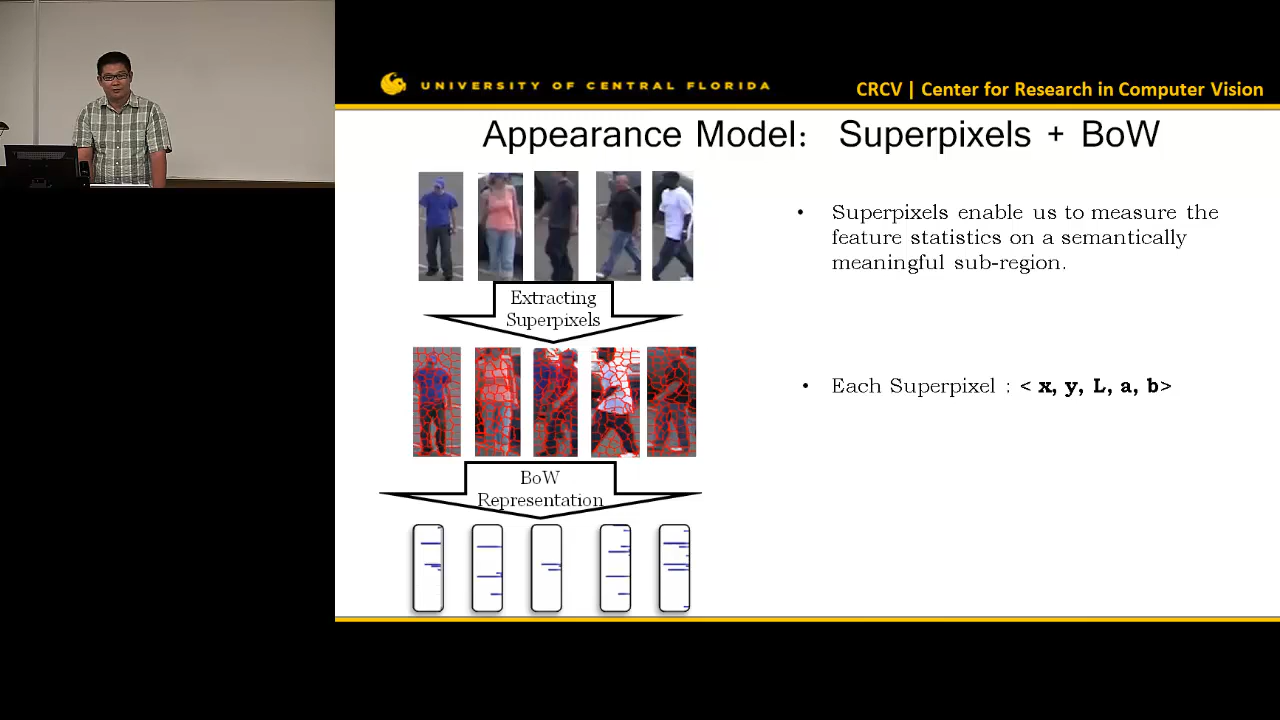 UNIVERSITY OF CENTRAL FLORIDA
CRCV | Center for Research in Computer Vision
Appearance Model: Superpixels + BoW
• Superpixels enable us to measure the
feature statistics on a semantically
meaningful sub-region.
Extracting
Superpixels
• Each Superpixel : < x, y, L, a, b>
BoW
Representation